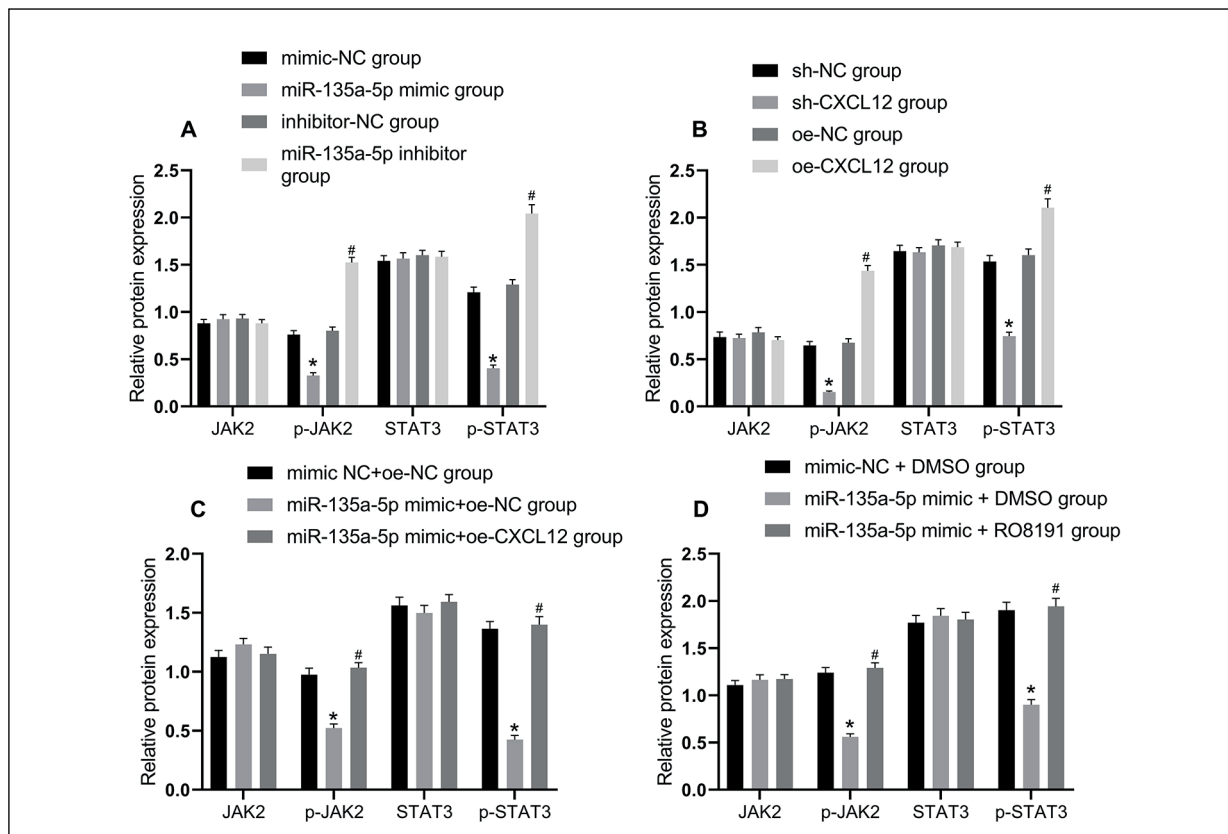 A
mimic-NC group
miR-135a-5p mimic group
inhibitor-NC group
miR-135a-5p inhibitor
group
Relative protein expression
2.5
2.0
1.5
1.0
0.5
0.0
*
#
*
#
JAK2 p-JAK2 STAT3 p-STAT3
B
sh-NC group
sh-CXCL12 group
oe-NC group
oe-CXCL12 group
Relative protein expression
2.5
2.0
1.5
1.0
0.5
0.0
*
#
*
#
JAK2 p-JAK2 STAT3 p-STAT3
C
mimic NC+oe-NC group
miR-135a-5p mimic+oe-NC group
miR-135a-5p mimic+oe-CXCL12 group
Relative protein expression
2.0
1.5
1.0
0.5
0.0
*
#
*
#
JAK2 p-JAK2 STAT3 p-STAT3
D
mimic-NC + DMSO group
miR-135a-5p mimic + DMSO group
miR-135a-5p mimic + RO8191 group
Relative protein expression
2.5
2.0
1.5
1.0
0.5
0.0
*
#
*
#
JAK2 p-JAK2 STAT3 p-STAT3